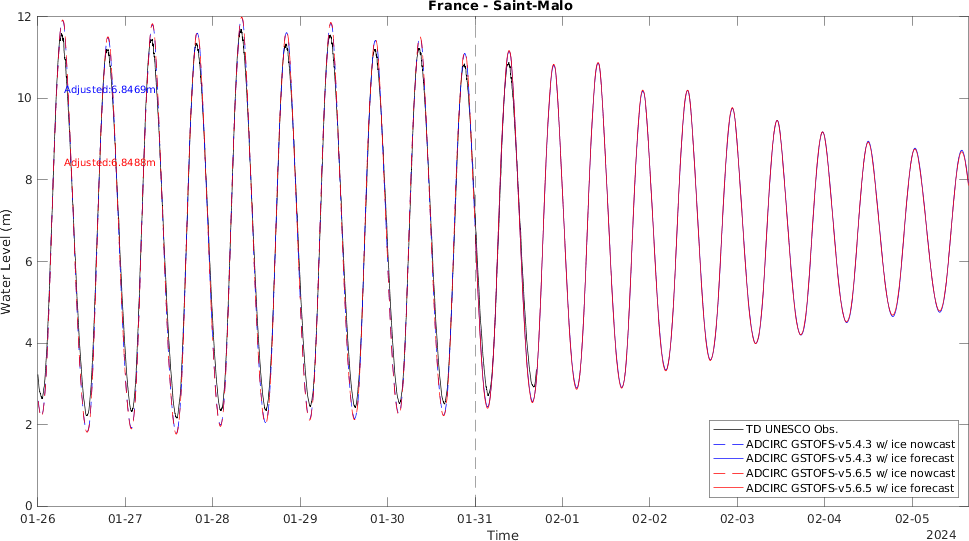 France - Saint-Malo
12
10
8
6
4
2
0
Water Level (m)
Adjusted:6.8469m
Adjusted:6.8488m
TD UNESCO Obs.
ADCIRC GSTOFS-v5.4.3 w/ ice nowcast
ADCIRC GSTOFS-v5.4.3 w/ ice forecast
ADCIRC GSTOFS-v5.6.5 w/ ice nowcast
ADCIRC GSTOFS-v5.6.5 w/ ice forecast
01-26 01-27 01-28 01-29 01-30 01-31 02-01 02-02 02-03 02-04 02-05
Time
2024